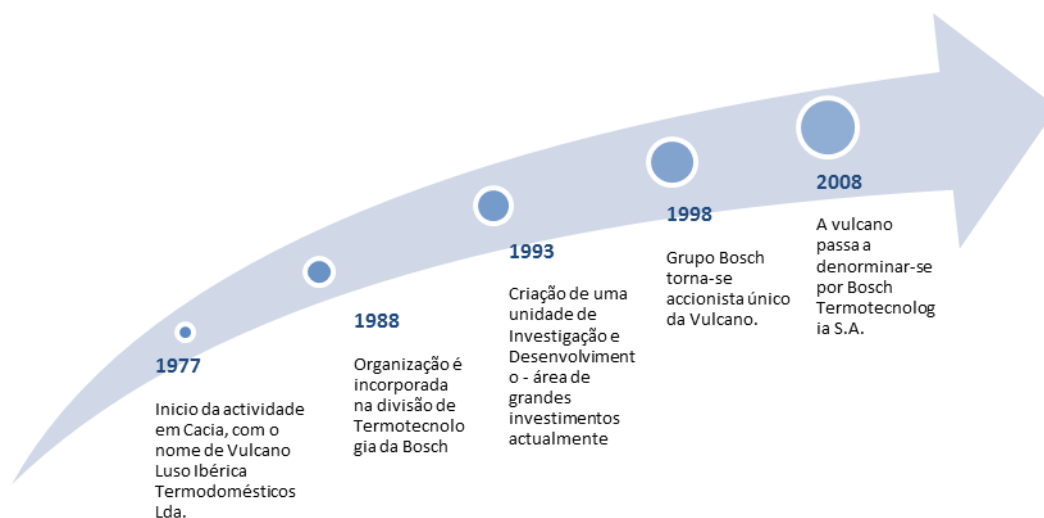 1977
Inicio da actividade
em Cacia, com o
nome de Vulcano
Luso Ibérica
Termodomésticos
Lda.
1988
Organização é
incorporada
na divisão de
Termotecnolo
gia da Bosch
1993
Criação de uma
unidade de
Investigação e
Desenvolviment
o - área de
grandes
investimentos
actualmente
1998
Grupo Bosch
torna-se
accionista único
da Vulcano.
2008
A vulcano
passa a
denorminar-se
por Bosch
Termotecnolog
ia S.A.